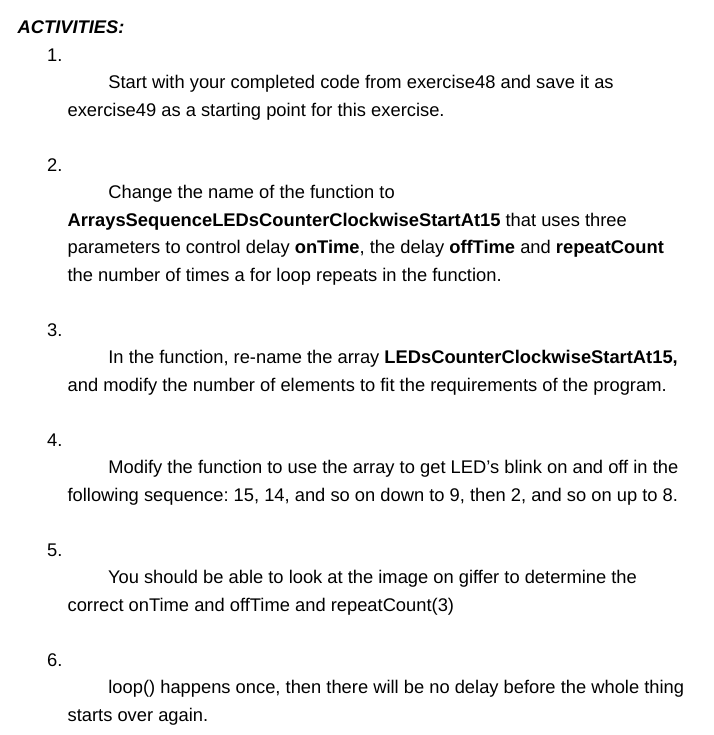 ACTIVITIES:
1.
Start with your completed code from exercise48 and save it as
exercise49 as a starting point for this exercise.
2.
Change the name of the function to
ArraysSequenceLEDsCounterClockwiseStartAt15 that uses three
parameters to control delay onTime, the delay offTime and repeatCount
the number of times a for loop repeats in the function.
3.
In the function, re-name the array LEDsCounterClockwiseStartAt15,
and modify the number of elements to fit the requirements of the program.
4.
Modify the function to use the array to get LED’s blink on and off in the
following sequence: 15, 14, and so on down to 9, then 2, and so on up to 8.
5.
You should be able to look at the image on giffer to determine the
correct onTime and offTime and repeatCount(3)
6.
loop() happens once, then there will be no delay before the whole thing
starts over again.